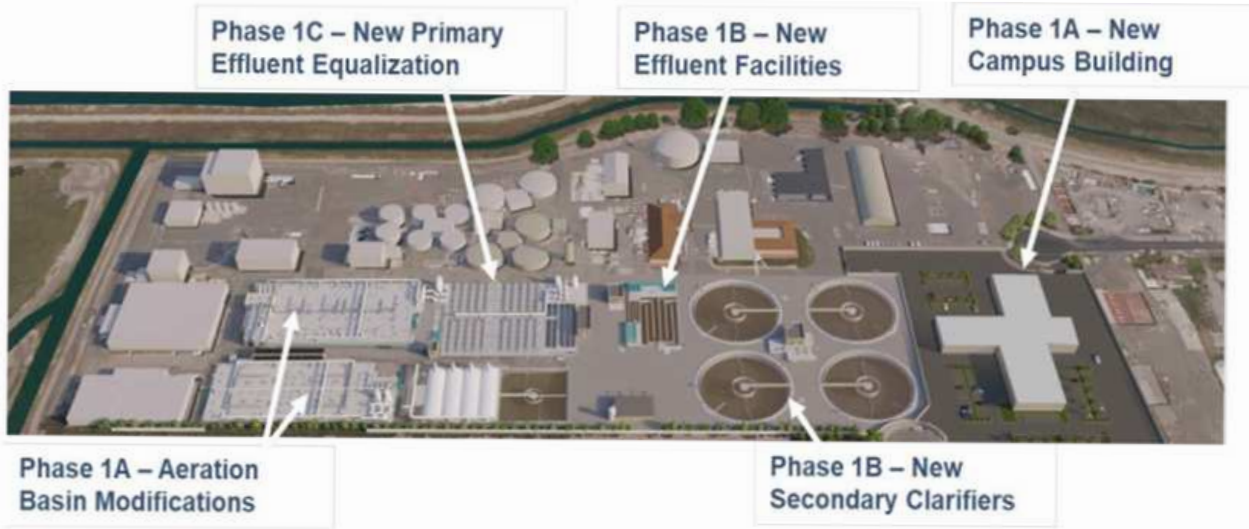 Phase 1C – New Primary
Effluent Equalization
Phase 1B – New
Effluent Facilities
Phase 1A – New
Campus Building
Phase 1A – Aeration
Basin Modifications
Phase 1B – New
Secondary Clarifiers